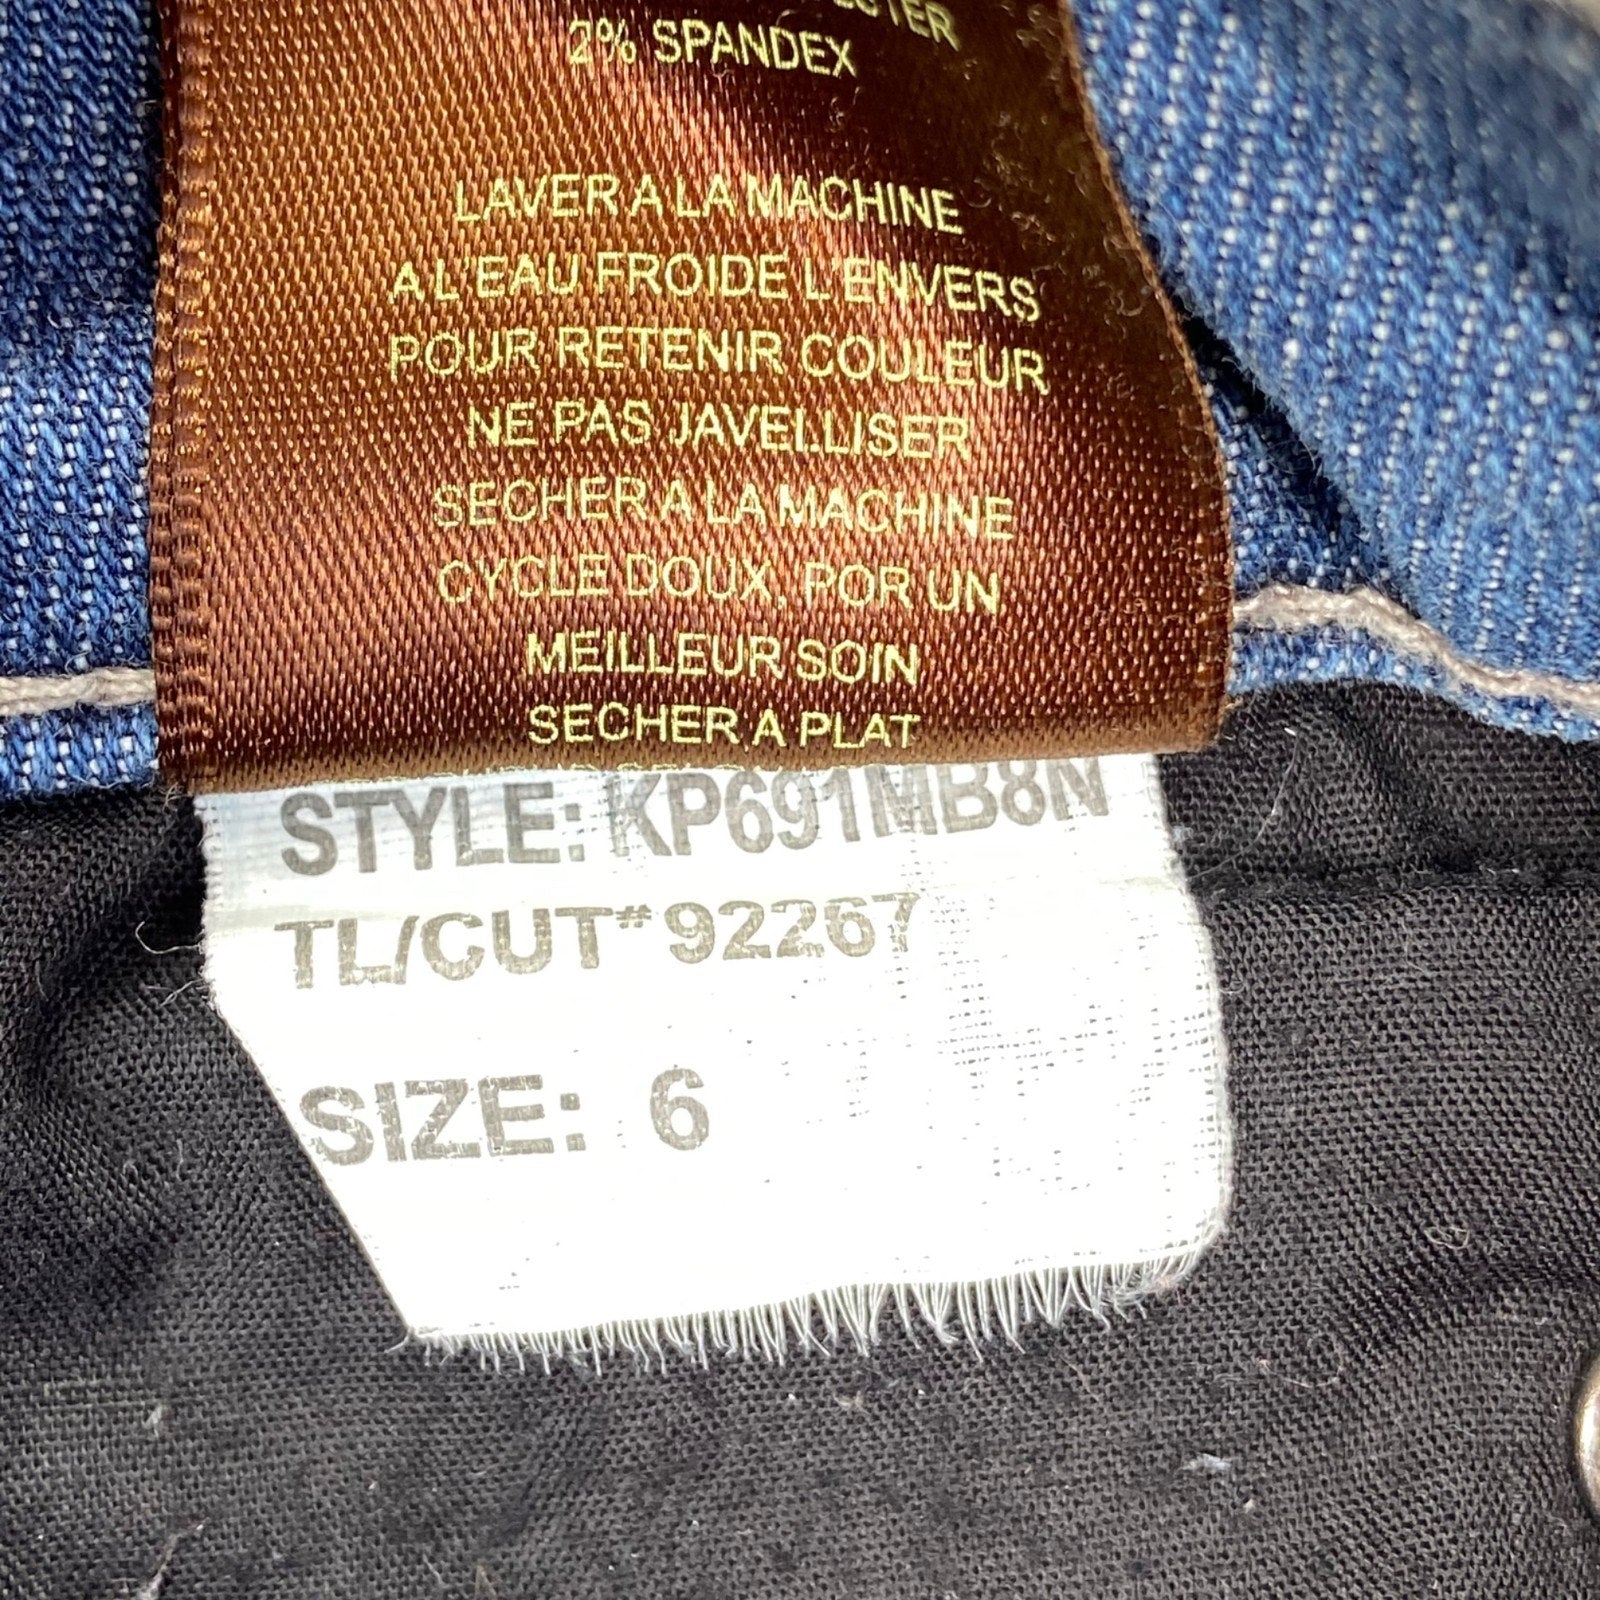 2% SPANDEX
LAVER A LA MACHINE
A L'EAU FROIDE L'ENVERS
POUR RETENIR COULEUR
NE PAS JAVELLISER
SECHER A LA MACHINE
CYCLE DOUX, POR UN
MEILLEUR SOIN
SECHER A PLAT
STYLE: KP691MB8N
TL/CUT# 92267
SIZE: 6